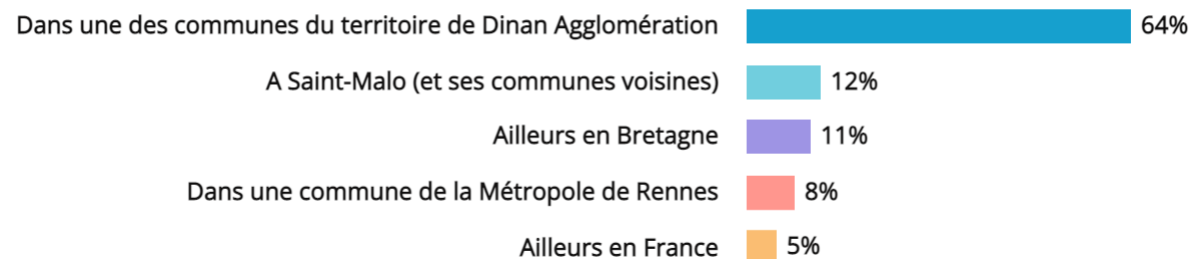 Dans une des communes du territoire de Dinan Agglomération 64%
A Saint-Malo (et ses communes voisines) 12%
Ailleurs en Bretagne 11%
Dans une commune de la Métropole de Rennes 8%
Ailleurs en France 5%